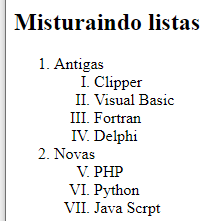 Misturaindo listas
1. Antigas
I. Clipper
II. Visual Basic
III. Fortran
IV. Delphi
2. Novas
V. PHP
VI. Python
VII. Java Scrpt